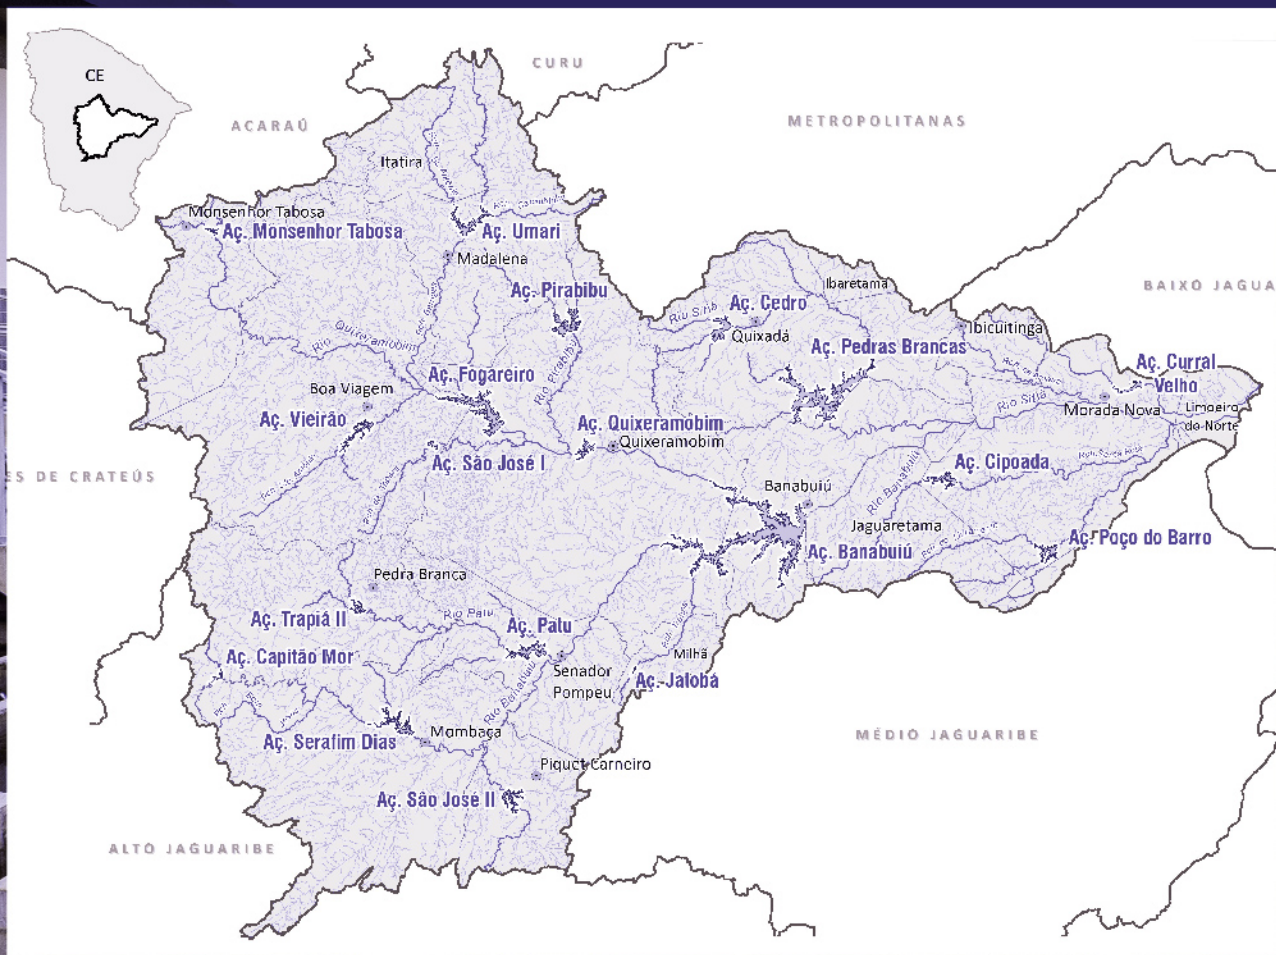 CURU
CE
METROPOLITANAS
ACARAÚ
Itatira
Monsenhor Tabosa
Aç. Monsenhor Tabosa
Aç. Umari
Madalena
Ibaretama
BAIXO JAGUA
Aç. Pirabibu
Aç. Cedro
Rio Sitiá
Ibicuitinga
Quixadá
Rio Quixeramobim
Aç. Pedras Brancas
Aç. Curral
Velho
Aç. Fogareiro
Boa Viagem
Rio Pirabibu
Rio Sitiá
Morada Nova
Limoeiro
do Norte
Aç. Vieirão
Aç. Quixeramobim
Quixeramobim
Aç. São José I
Aç. Cipoada
ES DE CRATEÚS
Banabuiú
Rio Banabuiú
Jaguaretama
Aç. Poço do Barro
Aç. Banabuiú
Pedra Branca
Aç. Trapiá II
Rio Patu
Aç. Patu
Aç. Capitão Mor
Milhã
Senador
Pompeu
Aç. Jatobá
Rio Banabuiú
Aç. Serafim Dias
Mombaça
MÉDIO JAGUARIBE
Piquet Carneiro
Aç. São José II
ALTO JAGUARIBE